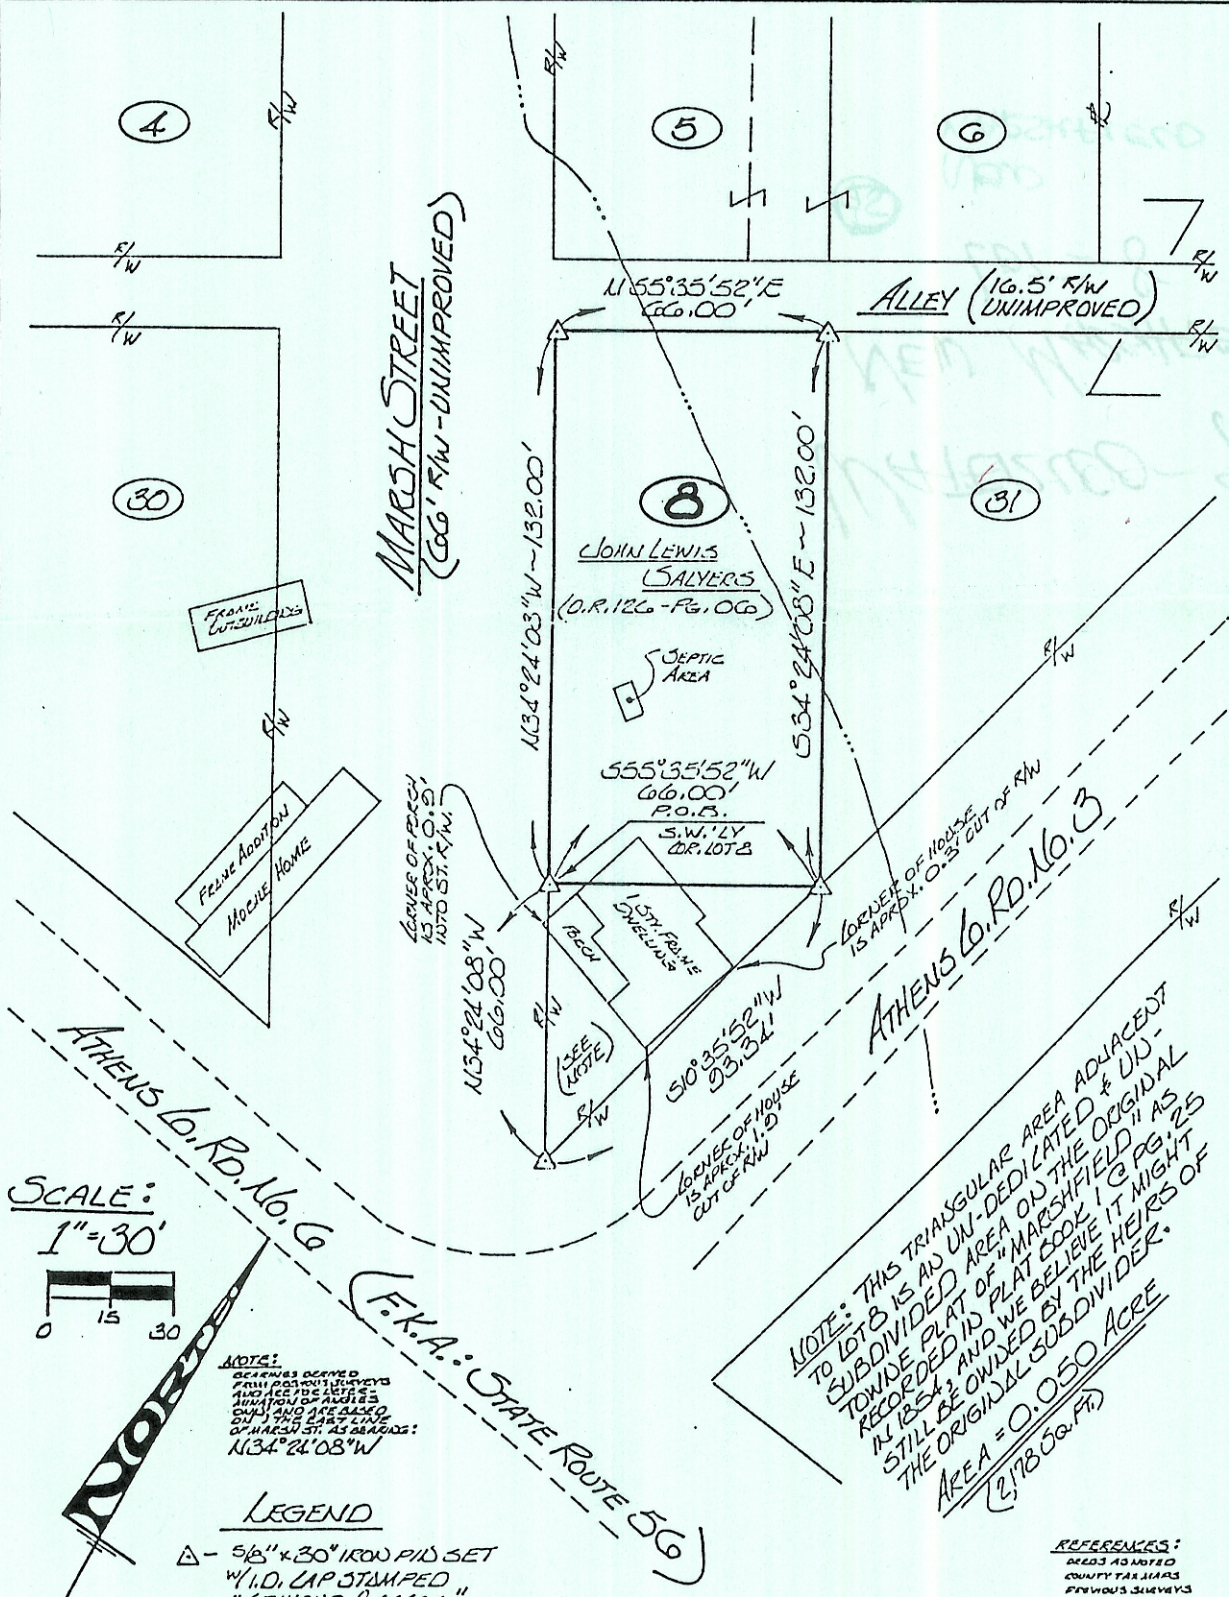 4
5
6
R/W
R/W
R/W
R/W
R/W
R/W
MARSH STREET
(66' R/W - UNIMPROVED)
N55°35'52"E
66.00'
ALLEY (16.5' R/W
UNIMPROVED)
30
8
31
JOHN LEWIS
SALYERS
(O.R. 126 - PG. 06)
N34°24'08"W ~ 132.00'
S34°24'08"E ~ 132.00'
SEPTIC
AREA
FRAME
OUTBUILDING
R/W
R/W
S55°35'52"W
66.00'
P.O.B.
S.W.'LY
COR. LOT 8
FRAME ADDITION
MOBILE HOME
CORNER OF PORCH
IS APROX. 0.9'
INTO ST. R/W.
CORNER OF HOUSE
IS APROX. 0.3' OUT OF R/W
PORCH
1 STY. FRAME
DWELLING
N34°24'08"W
66.00'
R/W
(SEE
NOTE)
R/W
S10°35'52"W
93.34'
CORNER OF HOUSE
IS APROX. 1.9'
OUT OF R/W
ATHENS CO. RD. NO. 3
R/W
ATHENS CO. RD. NO. 6
(F.K.A.: STATE ROUTE 56)
SCALE:
1"=30'
0 15 30
NORTH
NOTE:
BEARINGS DERIVED
FROM PREVIOUS SURVEYS
AND ARE FOR DETER-
MINATION OF ANGLES
ONLY AND ARE BASED
ON THE EAST LINE
OF MARSH ST. AS BEARING:
N34°24'08"W
NOTE: THIS TRIANGULAR AREA ADJACENT
TO LOT 8 IS AN UN-DEDICATED & UN-
SUBDIVIDED AREA ON THE ORIGINAL
TOWNE PLAT OF "MARSHFIELD" AS
RECORDED IN PLAT BOOK 1 @ PG. 25
IN 1854, AND WE BELIEVE IT MIGHT
STILL BE OWNED BY THE HEIRS OF
THE ORIGINAL SUBDIVIDER.
AREA = 0.050 ACRE
(2,178 SQ. FT.)
LEGEND
△ - 5/8" x 30" IRON PIN SET
W/ I.D. CAP STAMPED
REFERENCES:
DEEDS AS NOTED
COUNTY TAX MAPS
PREVIOUS SURVEYS